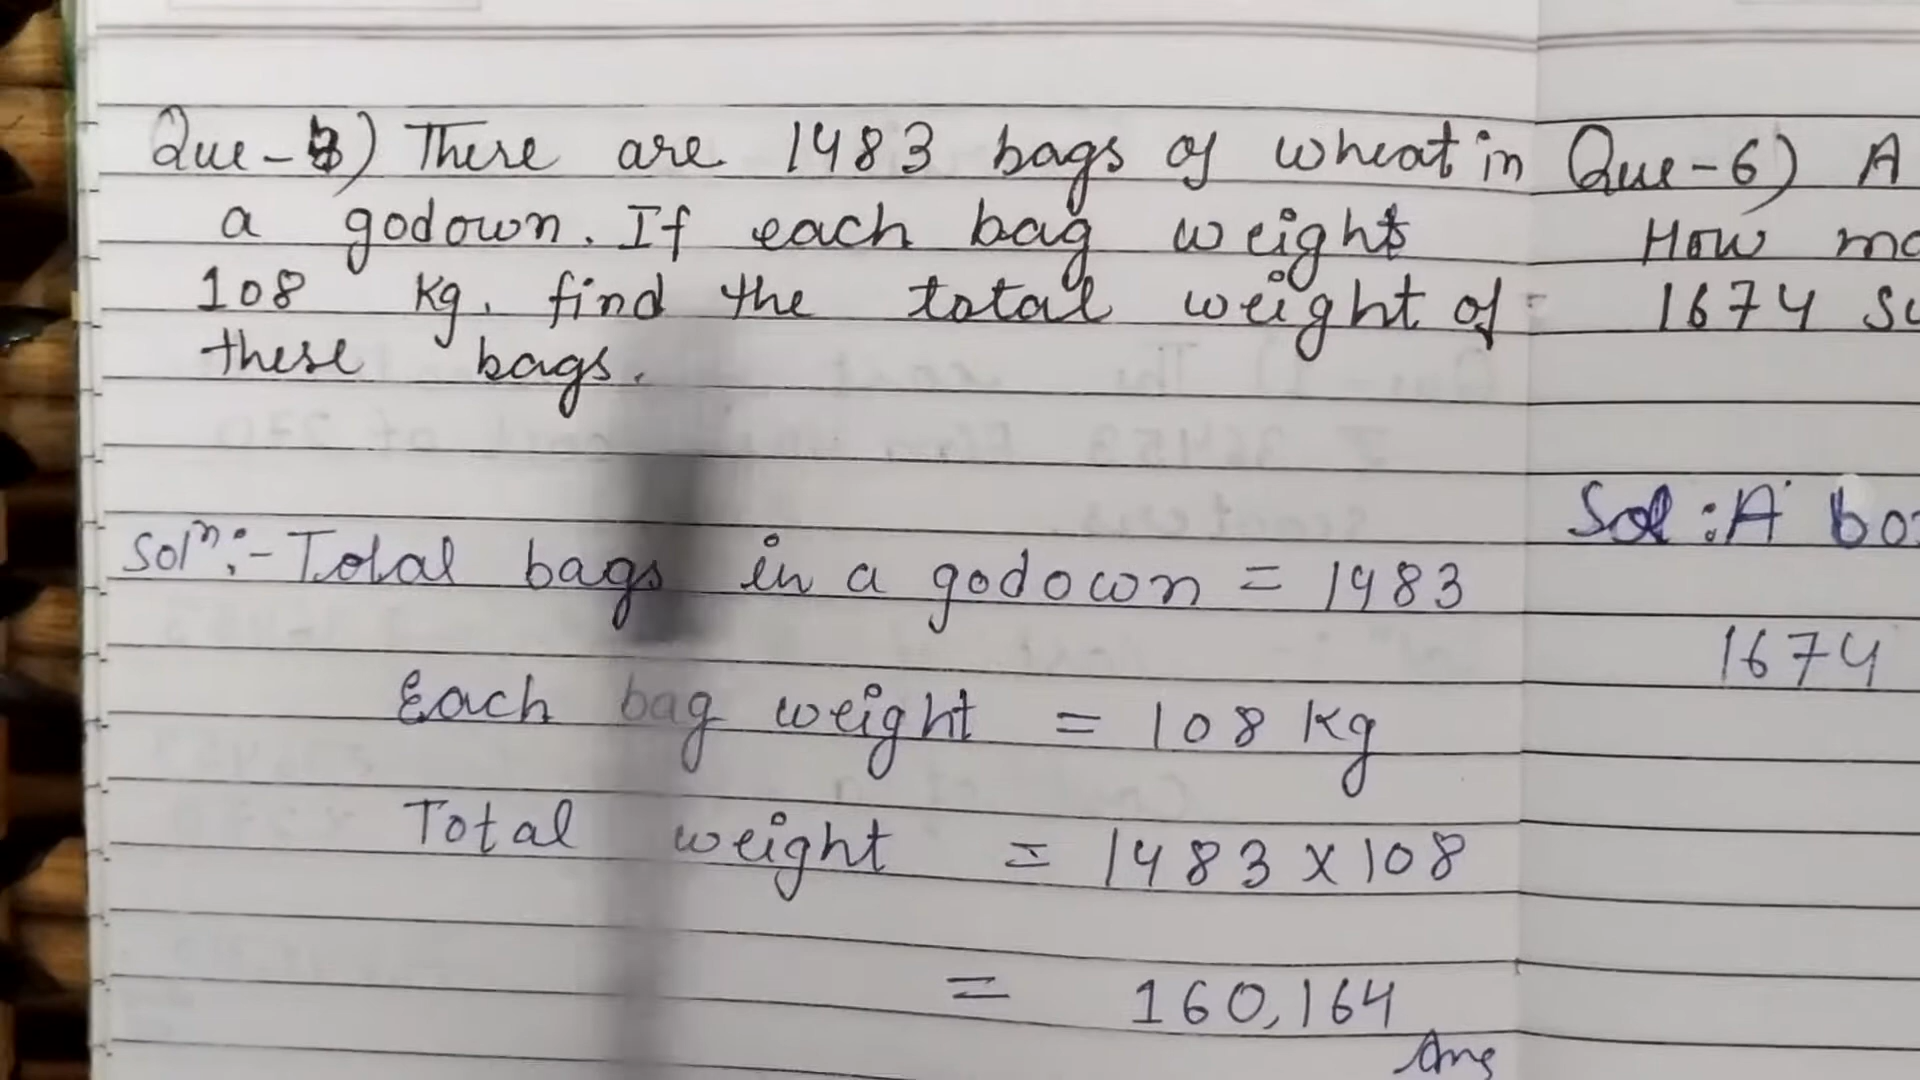 Que-5) There are 1483 bags of wheat in
a godown. If each bag weights
108 Kg. find the total weight of
these bags.
Solⁿ:- Total bags in a godown = 1483
Each bag weight = 108 Kg
Total weight = 1483 x 108
= 160,164
Ans
Que-6) A
How
1674
Sol : A
1674